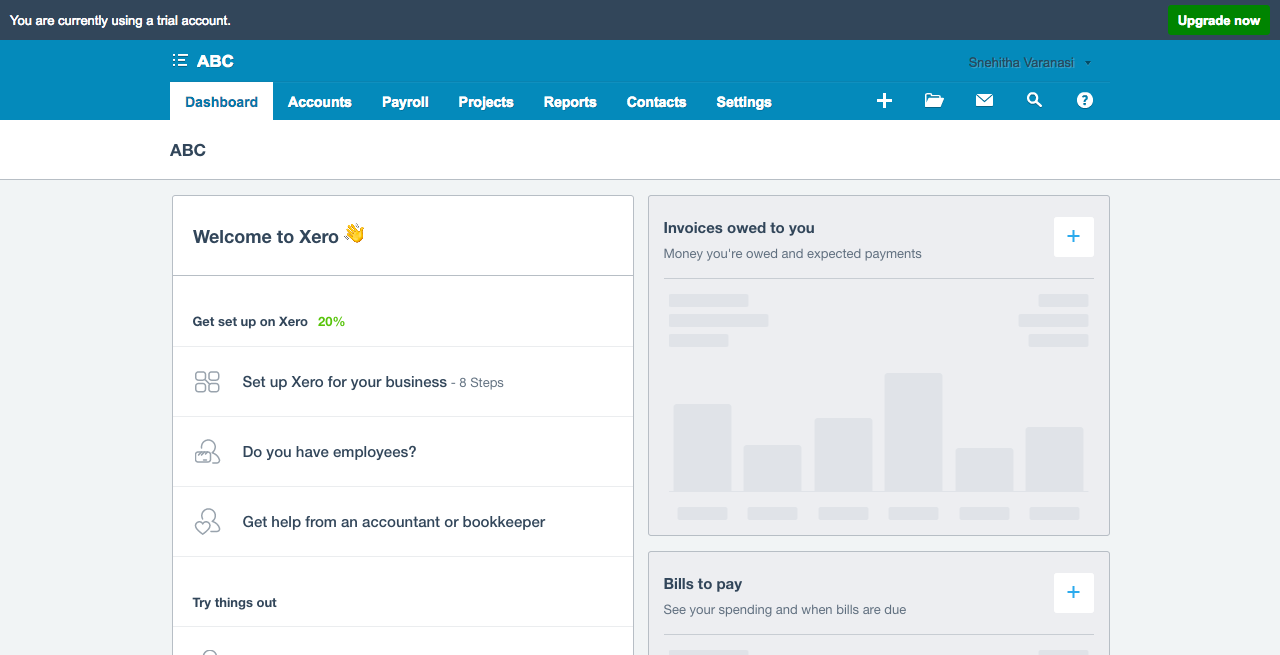 You are currently using a trial account.
Upgrade now
ABC
Snehitha Varanasi
Dashboard Accounts Payroll Projects Reports Contacts Settings
ABC
Welcome to Xero 👋
Get set up on Xero 20%
Set up Xero for your business - 8 Steps
Do you have employees?
Get help from an accountant or bookkeeper
Try things out
Invoices owed to you
Money you're owed and expected payments
Bills to pay
See your spending and when bills are due